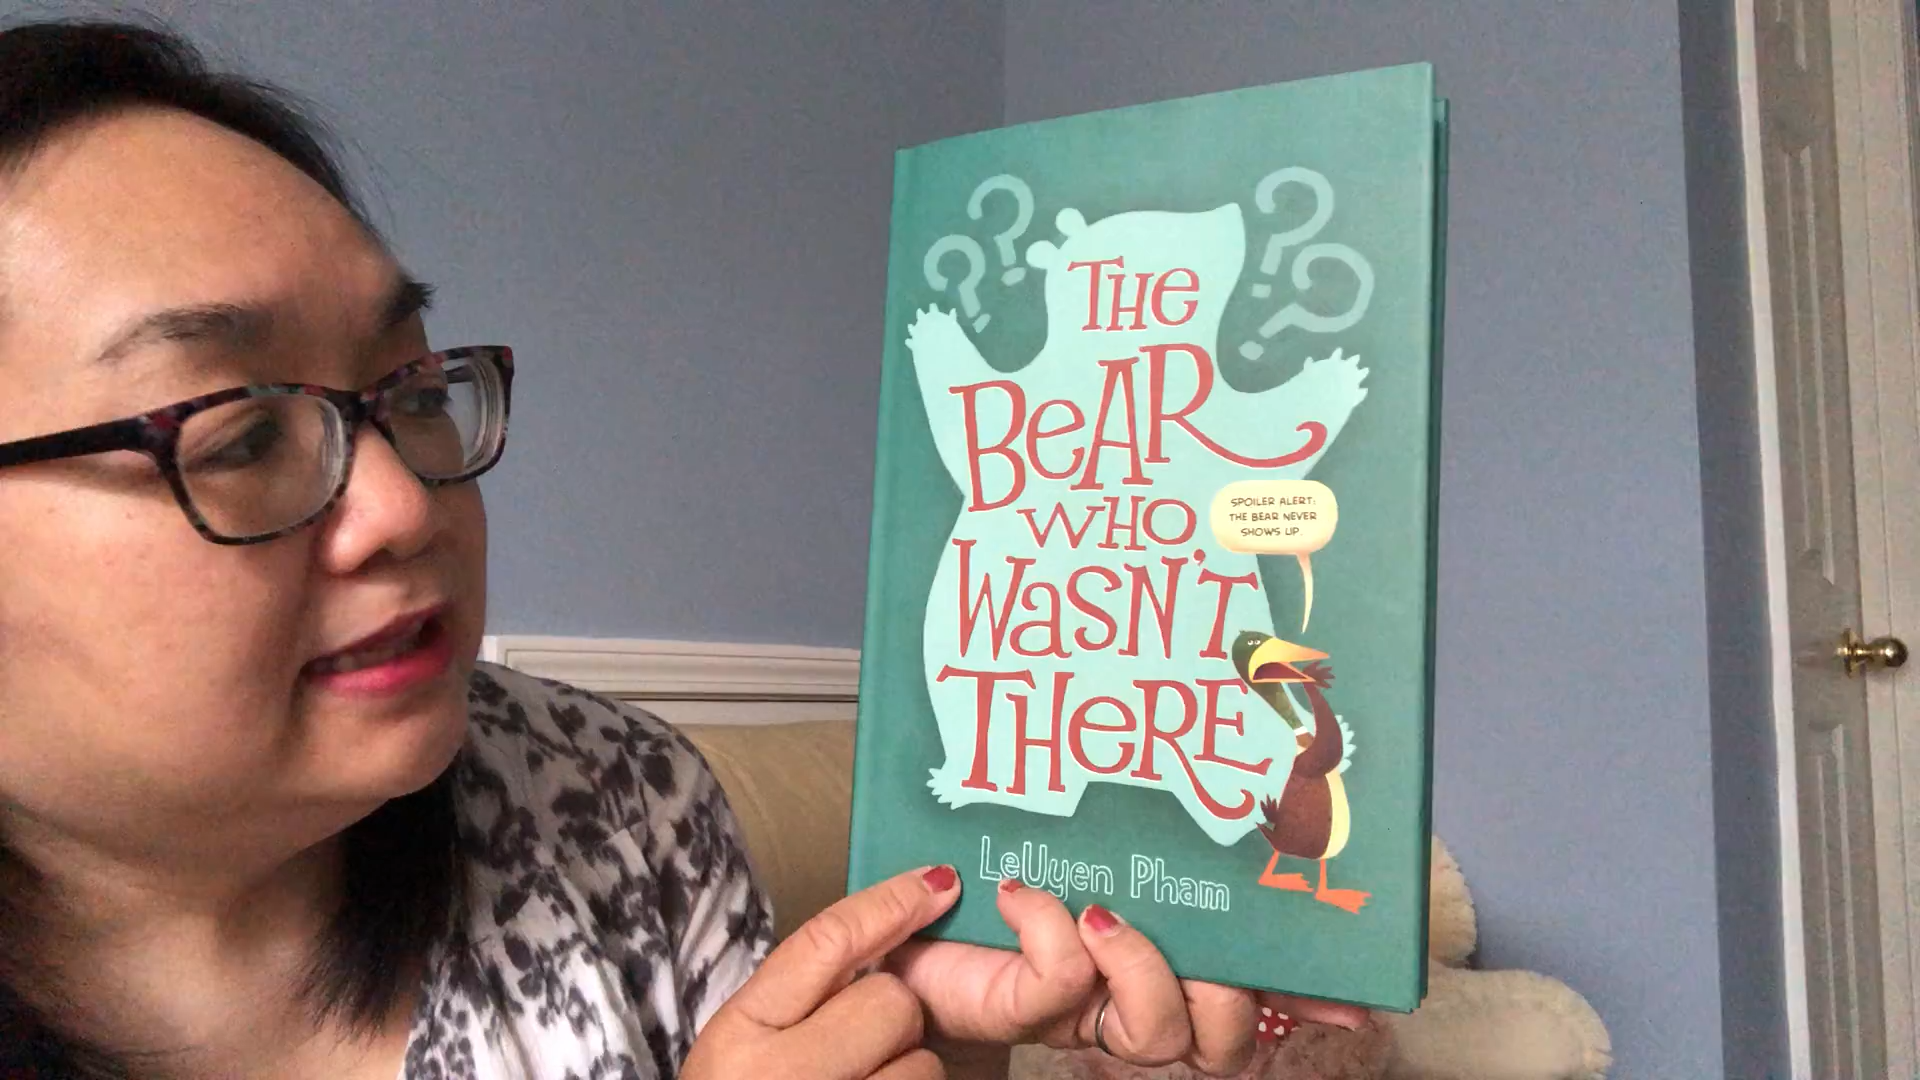 THe
BeAR
WHO
WaSN'T
THeRE
SPOILER ALERT:
THE BEAR NEVER
SHOWS UP.
LeUyen Pham